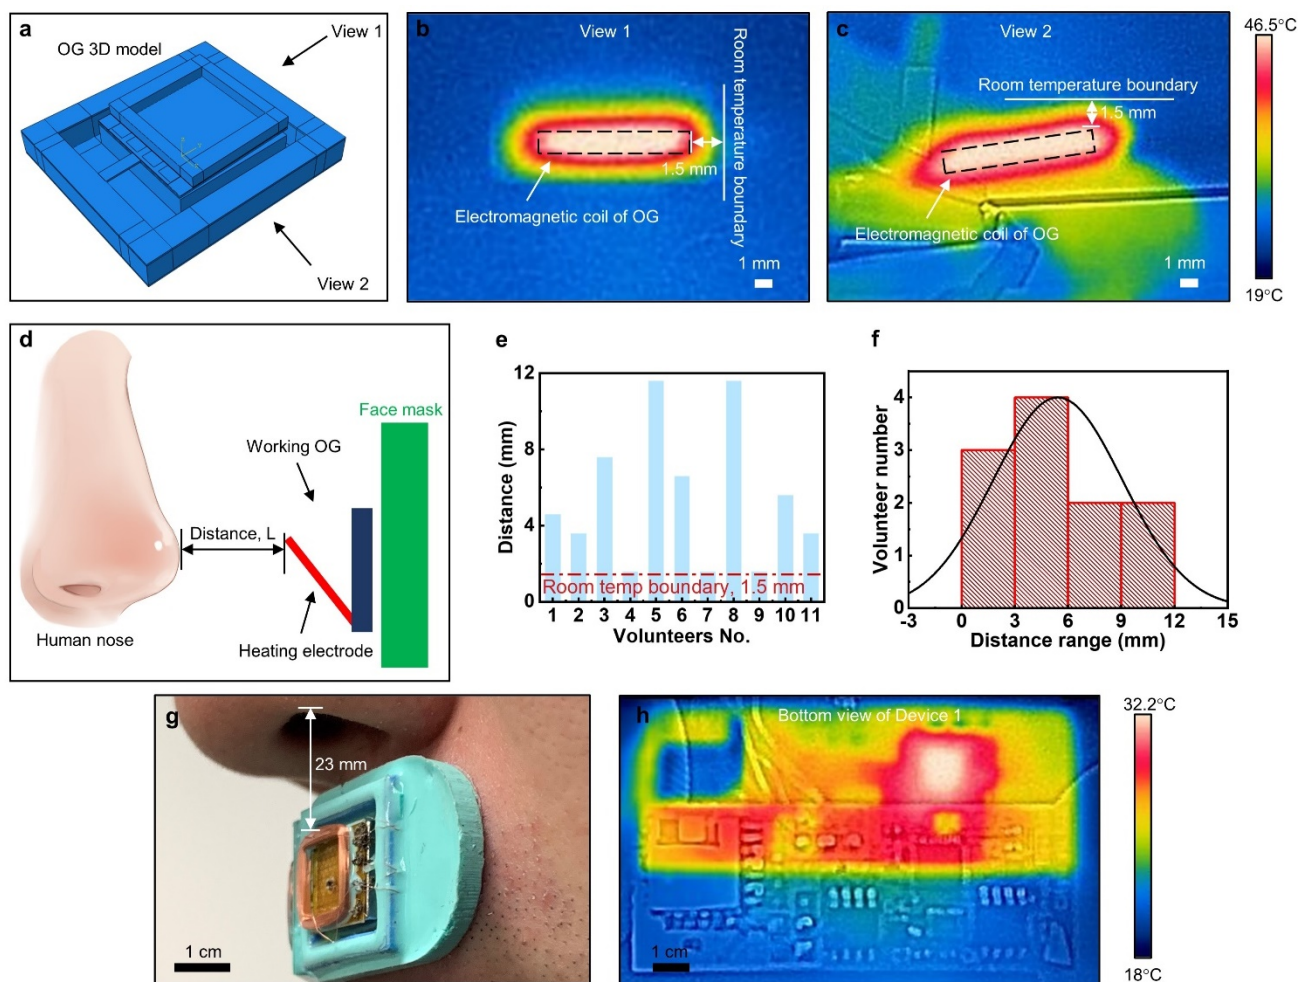 a
OG 3D model
View 1
View 2
b
View 1
Room temperature boundary
1.5 mm
Electromagnetic coil of OG
1 mm
c
View 2
Room temperature boundary
1.5 mm
Electromagnetic coil of OG
1 mm
46.5°C
19°C
d
Face mask
Working OG
Distance, L
Heating electrode
Human nose
e
Distance (mm)
12
8
4
0
Room temp boundary, 1.5 mm
1 2 3 4 5 6 7 8 9 10 11
Volunteers No.
f
Volunteer number
4
3
2
1
0
-3 0 3 6 9 12 15
Distance range (mm)
g
23 mm
1 cm
h
Bottom view of Device 1
1 cm
32.2°C
18°C